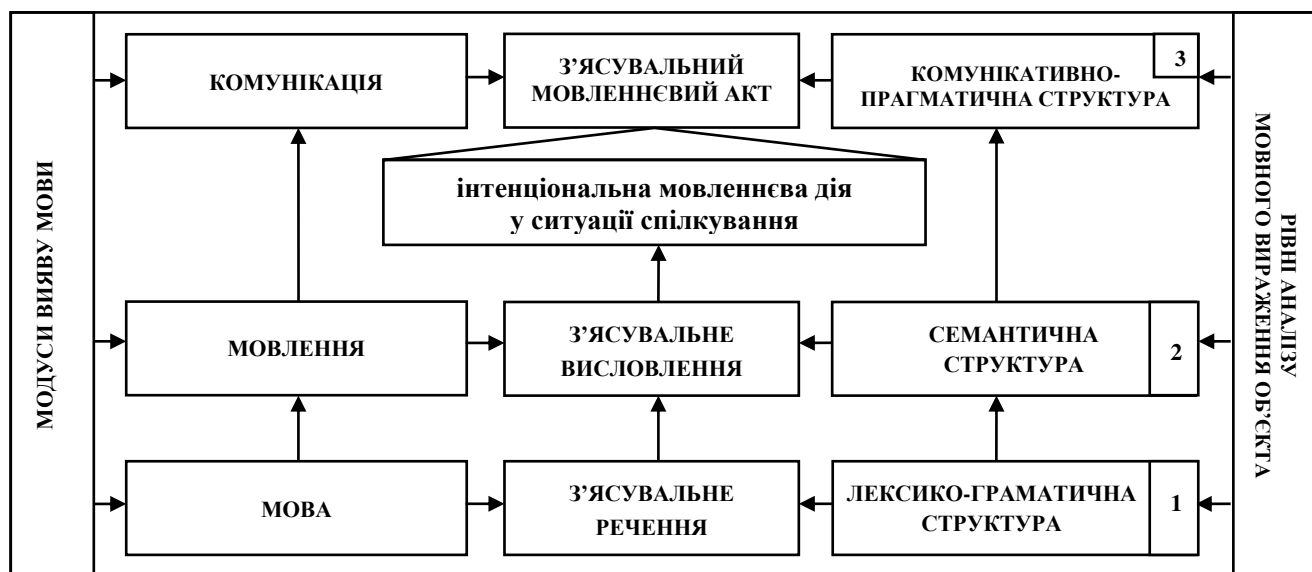 МОДУСИ ВИЯВУ МОВИ
КОМУНІКАЦІЯ
З’ЯСУВАЛЬНИЙ
МОВЛЕННЄВИЙ АКТ
КОМУНІКАТИВНО-
ПРАГМАТИЧНА СТРУКТУРА
3
інтенціональна мовленнєва дія
у ситуації спілкування
МОВЛЕННЯ
З’ЯСУВАЛЬНЕ
ВИСЛОВЛЕННЯ
СЕМАНТИЧНА
СТРУКТУРА
2
МОВА
З’ЯСУВАЛЬНЕ
РЕЧЕННЯ
ЛЕКСИКО-ГРАМАТИЧНА
СТРУКТУРА
1
РІВНІ АНАЛІЗУ
МОВНОГО ВИРАЖЕННЯ ОБ’ЄКТА